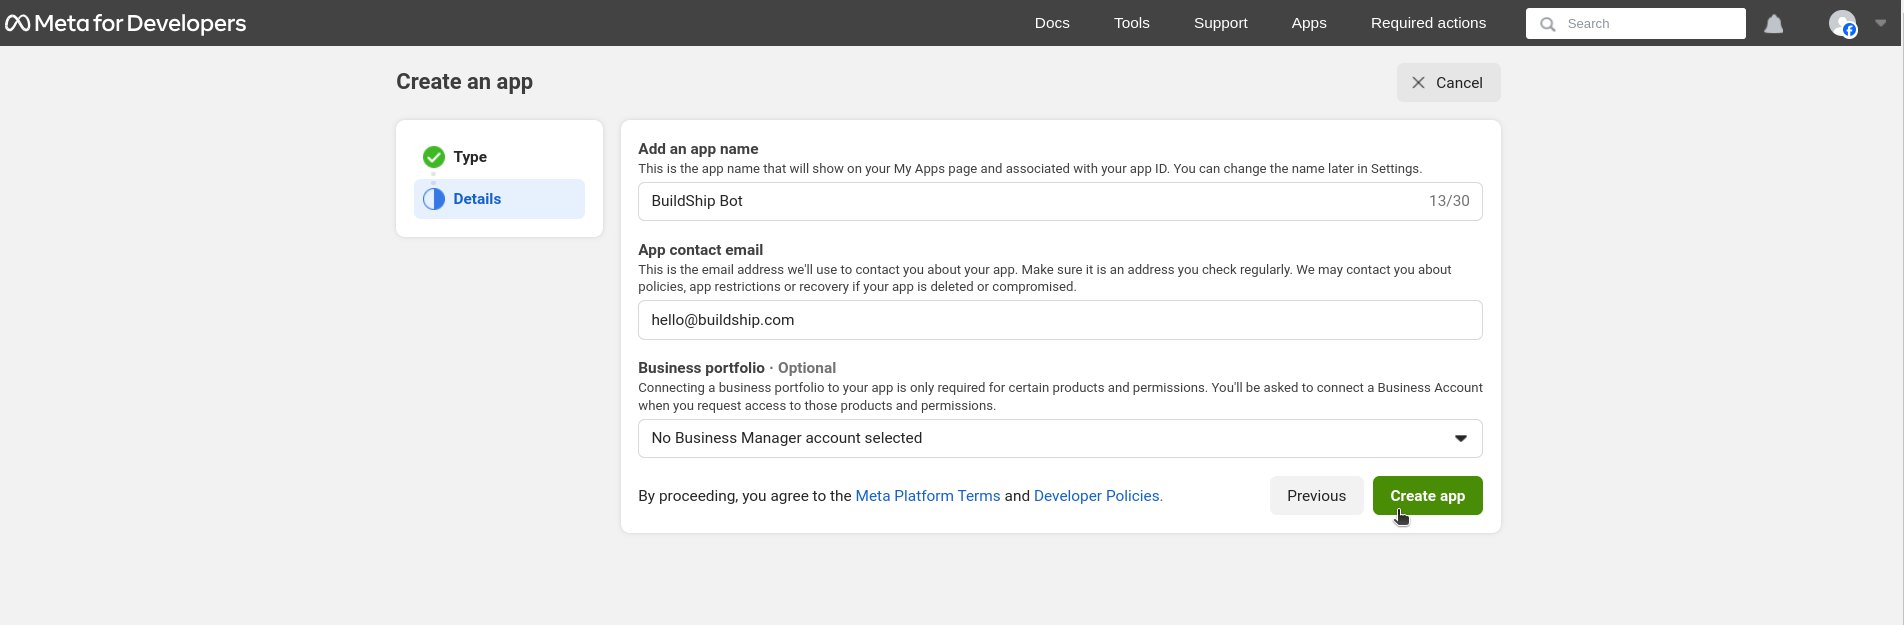 Meta for Developers
Docs
Tools
Support
Apps
Required actions
Search
Create an app
Cancel
Type
Details
Add an app name
This is the app name that will show on your My Apps page and associated with your app ID. You can change the name later in Settings.
BuildShip Bot
13/30
App contact email
This is the email address we'll use to contact you about your app. Make sure it is an address you check regularly. We may contact you about
policies, app restrictions or recovery if your app is deleted or compromised.
hello@buildship.com
Business portfolio · Optional
Connecting a business portfolio to your app is only required for certain products and permissions. You'll be asked to connect a Business Account
when you request access to those products and permissions.
No Business Manager account selected
By proceeding, you agree to the Meta Platform Terms and Developer Policies.
Previous
Create app